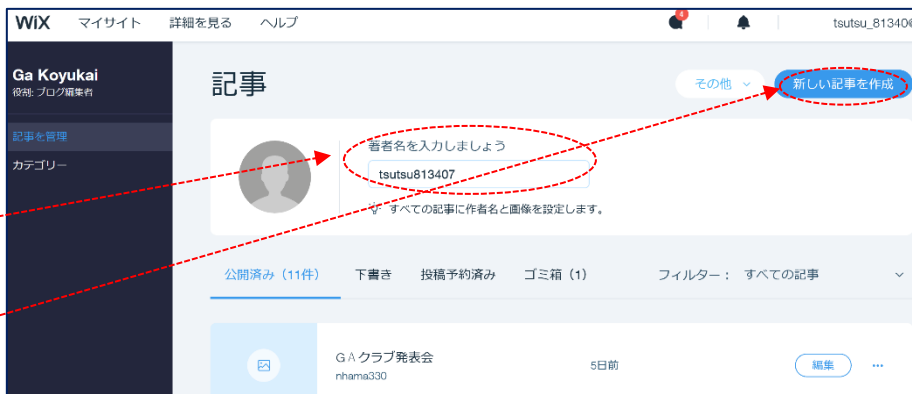 WiX マイサイト 詳細を見る ヘルプ 4 tsutsu_81340
Ga Koyukai
役割: ブログ編集者
記事を管理
カテゴリー
記事
その他
新しい記事を作成
著者名を入力しましょう
tsutsu813407
すべての記事に作者名と画像を設定します。
公開済み（11件） 下書き 投稿予約済み ゴミ箱（1） フィルター： すべての記事
GAクラブ発表会
nhama330
5日前
編集